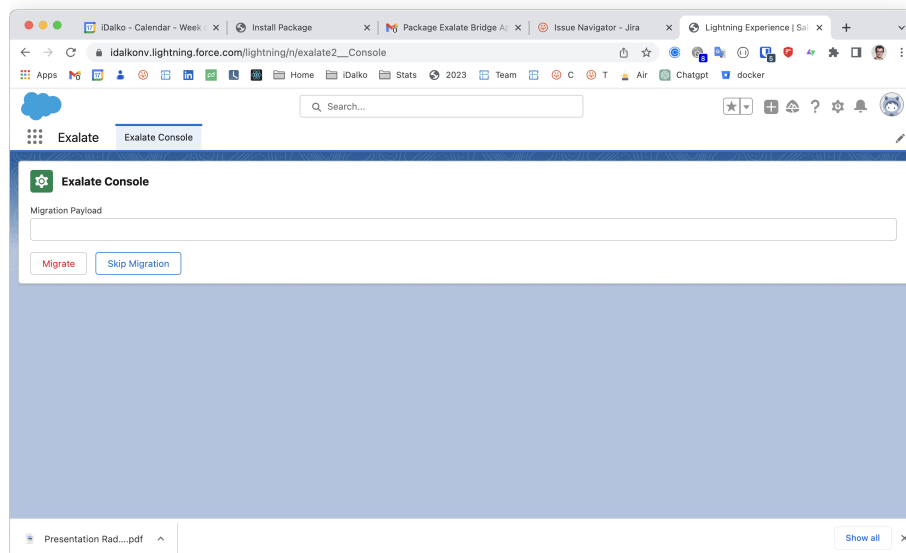 iDalko - Calendar - Week
Install Package
Package Exalate Bridge Ap
Issue Navigator - Jira
Lightning Experience | Sal
idalkonv.lightning.force.com/lightning/n/exalate2__Console
Apps
Home
iDalko
Stats
2023
Team
C
T
Air
Chatgpt
docker
Search...
Exalate
Exalate Console
Exalate Console
Migration Payload
Migrate
Skip Migration
Presentation Rad....pdf
Show all